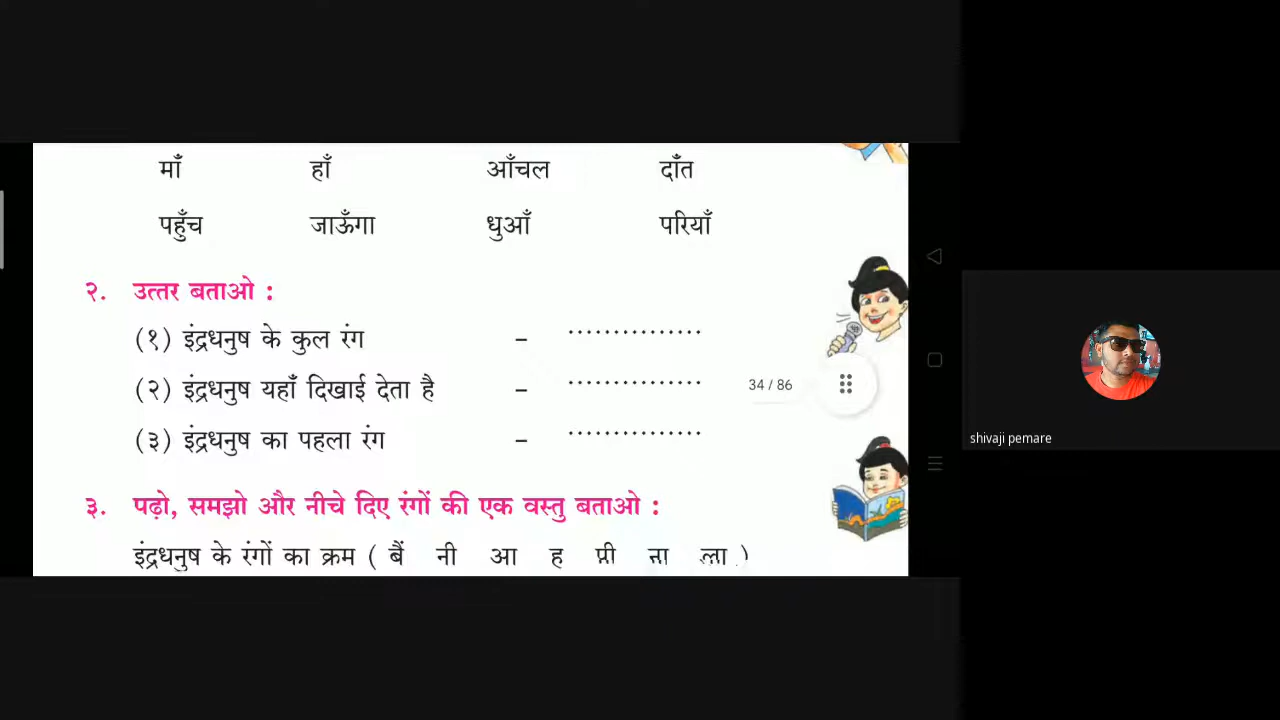 माँ हाँ आँचल दाँत
पहुँच जाऊँगा धुआँ परियाँ
२. उत्तर बताओ :
(१) इंद्रधनुष के कुल रंग - ...............
(२) इंद्रधनुष यहाँ दिखाई देता है - ...............
34 / 86
(३) इंद्रधनुष का पहला रंग - ...............
shivaji pemare
३. पढ़ो, समझो और नीचे दिए रंगों की एक वस्तु बताओ :
इंद्रधनुष के रंगों का क्रम ( बैं नी आ ह पी ना ला )